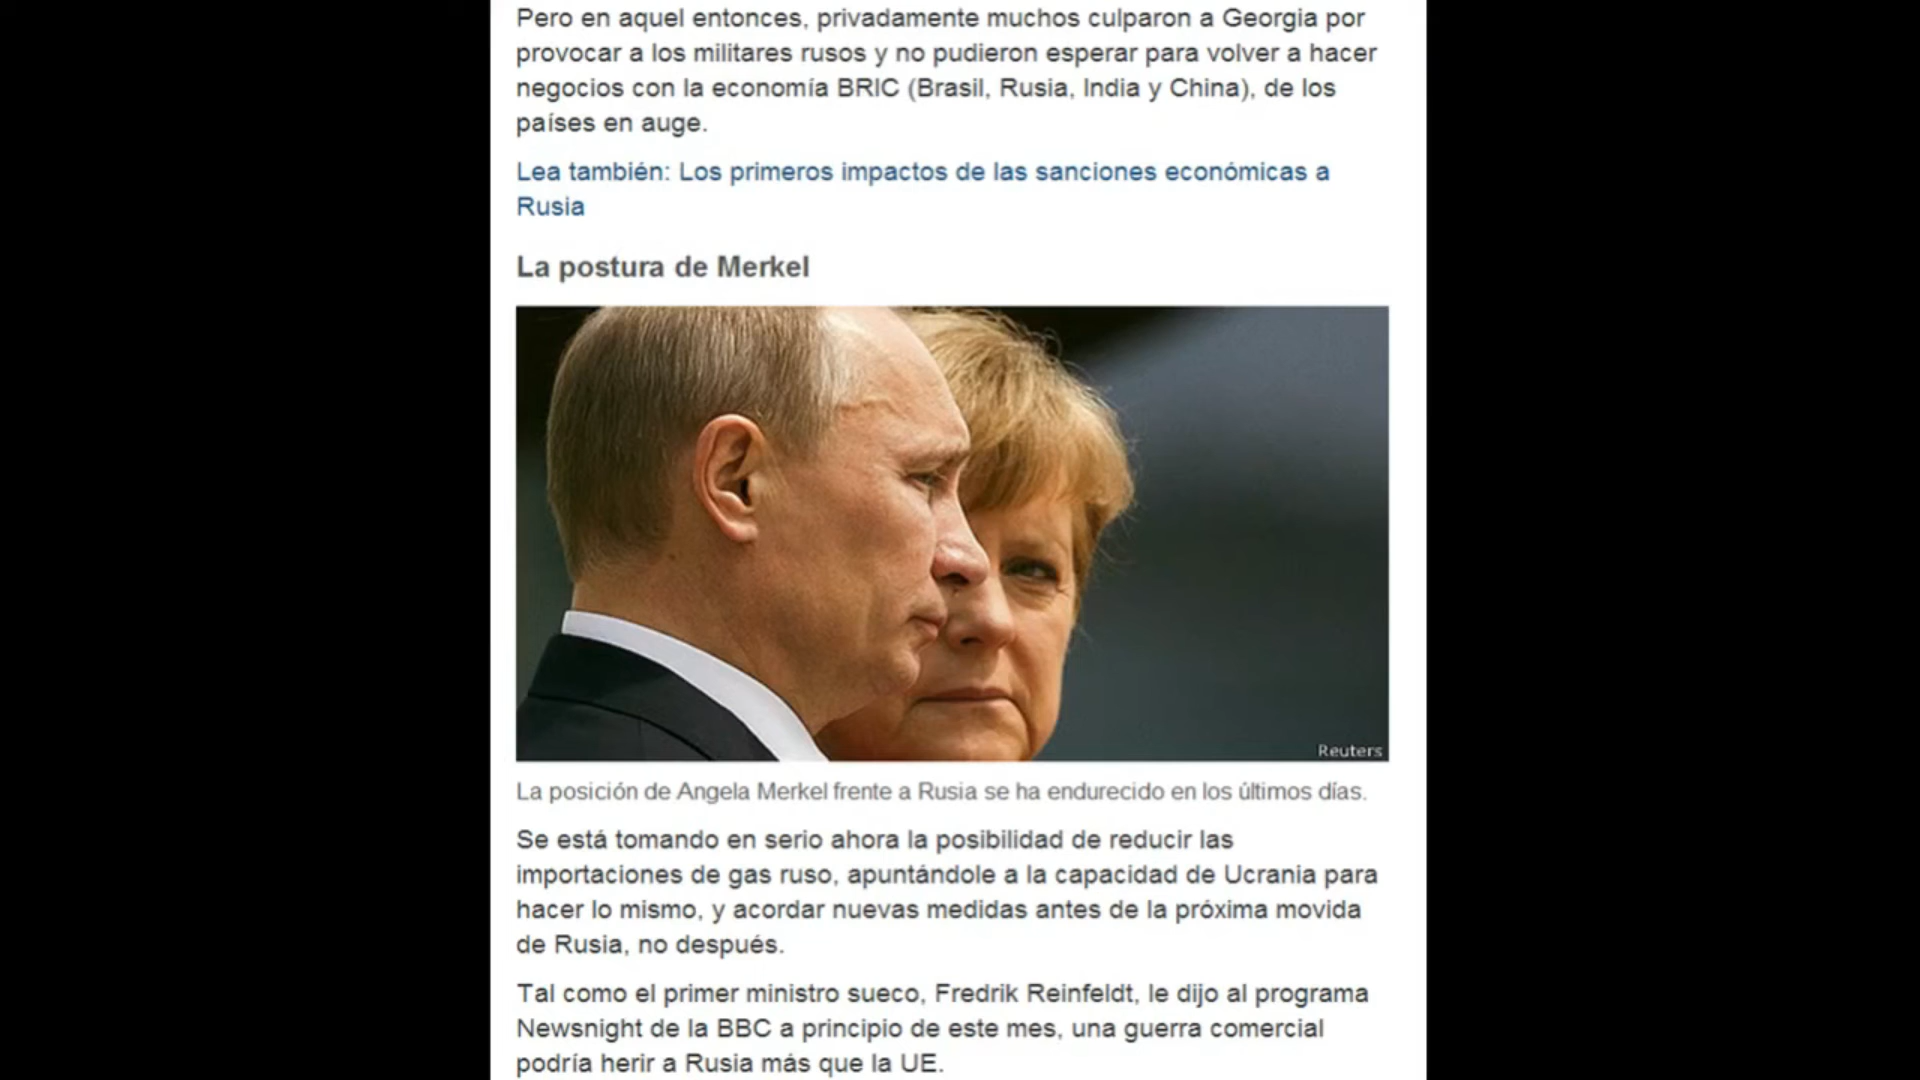 Pero en aquel entonces, privadamente muchos culparon a Georgia por
provocar a los militares rusos y no pudieron esperar para volver a hacer
negocios con la economía BRIC (Brasil, Rusia, India y China), de los
países en auge.
Lea también: Los primeros impactos de las sanciones económicas a
Rusia
La postura de Merkel
Reuters
La posición de Angela Merkel frente a Rusia se ha endurecido en los últimos días.
Se está tomando en serio ahora la posibilidad de reducir las
importaciones de gas ruso, apuntándole a la capacidad de Ucrania para
hacer lo mismo, y acordar nuevas medidas antes de la próxima movida
de Rusia, no después.
Tal como el primer ministro sueco, Fredrik Reinfeldt, le dijo al programa
Newsnight de la BBC a principio de este mes, una guerra comercial
podría herir a Rusia más que la UE.